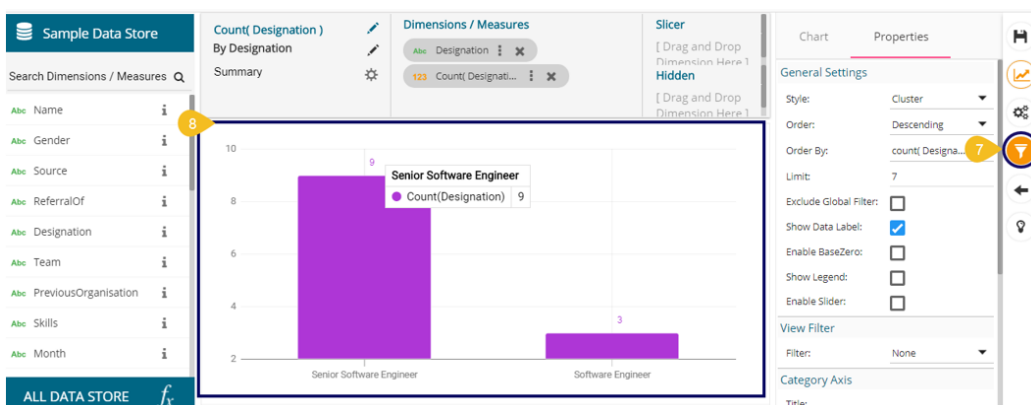 Sample Data Store
Search Dimensions / Measures
Abc Name i
Abc Gender i
Abc Source i
Abc ReferralOf i
Abc Designation i
Abc Team i
Abc PreviousOrganisation i
Abc Skills i
Abc Month i
ALL DATA STORE fx
Count( Designation )
By Designation
Summary
Dimensions / Measures
Abc Designation
123 Count( Designati...
Slicer
[ Drag and Drop
Dimension Here ]
Hidden
[ Drag and Drop
Dimension Here ]
8
10
8
6
4
2
9
Senior Software Engineer
Count(Designation) 9
3
Senior Software Engineer
Software Engineer
Chart Properties
General Settings
Style: Cluster
Order: Descending
Order By: count( Designa...
Limit: 7
Exclude Global Filter:
Show Data Label:
Enable BaseZero:
Show Legend:
Enable Slider:
View Filter
Filter: None
Category Axis
Title:
7